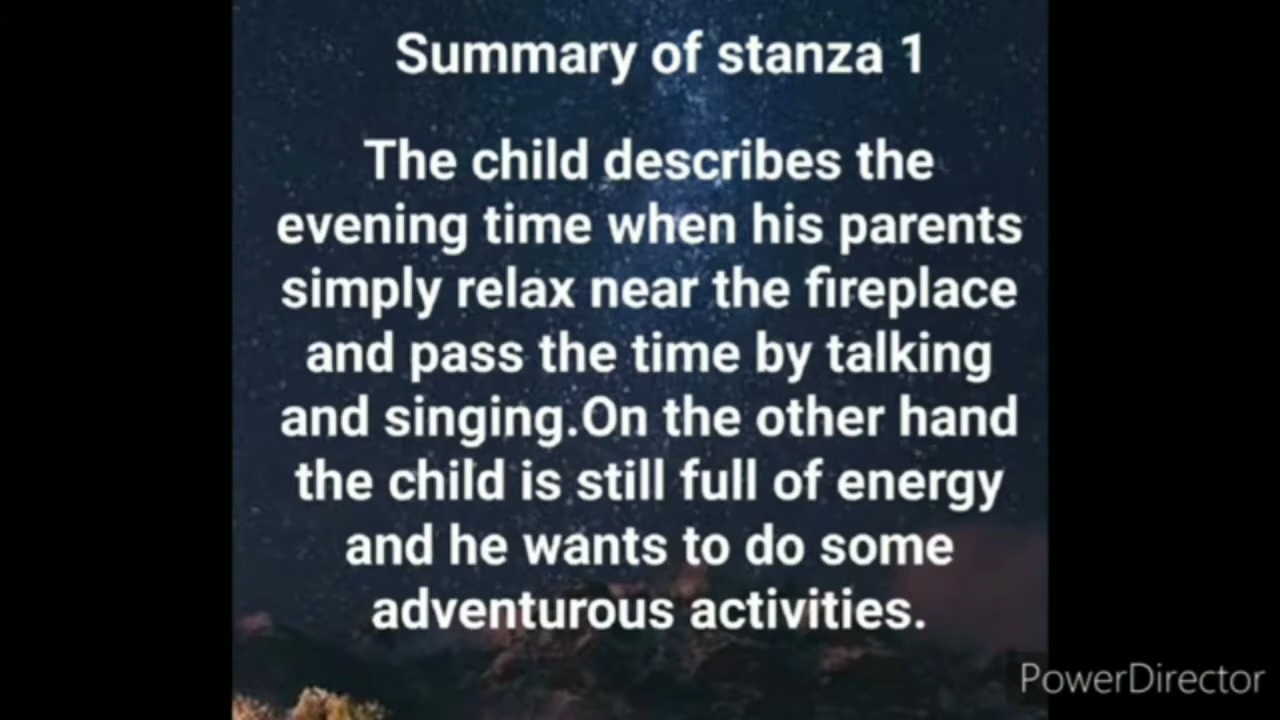 Summary of stanza 1
The child describes the
evening time when his parents
simply relax near the fireplace
and pass the time by talking
and singing.On the other hand
the child is still full of energy
and he wants to do some
adventurous activities.
PowerDirector